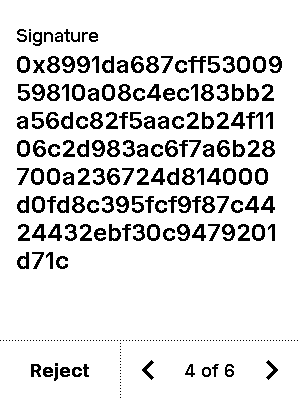 Signature
0x8991da687cff53009
59810a08c4ec183bb2
a56dc82f5aac2b24f11
06c2d983ac6f7a6b28
700a236724d814000
d0fd8c395fcf9f87c44
24432ebf30c9479201
d71c
Reject
4 of 6